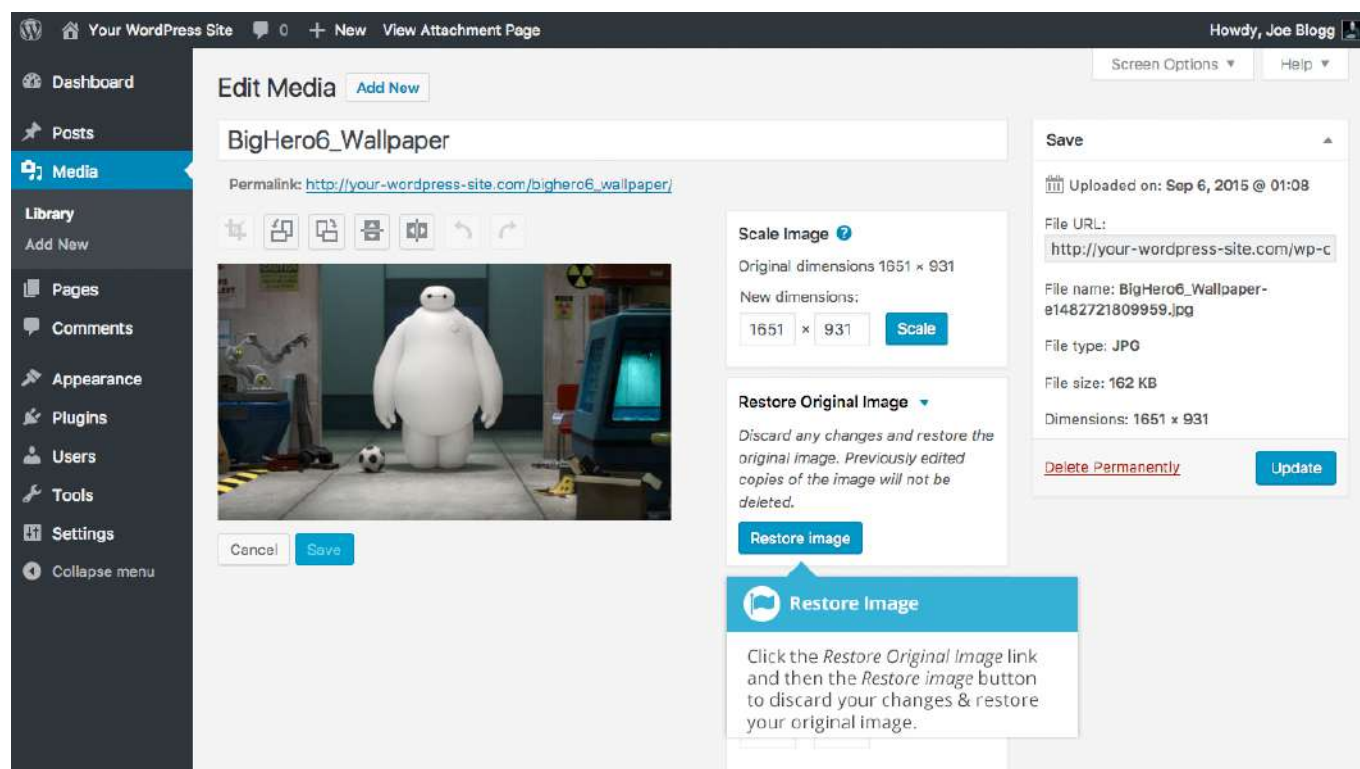 Your WordPress Site 0 + New View Attachment Page Howdy, Joe Blogg
Screen Options Help
Dashboard
Posts
Media
Library
Add New
Pages
Comments
Appearance
Plugins
Users
Tools
Settings
Collapse menu
Edit Media Add New
BigHero6_Wallpaper
Permalink: http://your-wordpress-site.com/bighero6_wallpaper/
Cancel Save
Scale Image ?
Original dimensions 1651 × 931
New dimensions:
1651 × 931 Scale
Restore Original Image
Discard any changes and restore the
original image. Previously edited
copies of the image will not be
deleted.
Restore image
Restore Image
Click the Restore Original Image link
and then the Restore image button
to discard your changes & restore
your original image.
Save
Uploaded on: Sep 6, 2015 @ 01:08
File URL:
http://your-wordpress-site.com/wp-c
File name: BigHero6_Wallpaper-
e1482721809959.jpg
File type: JPG
File size: 162 KB
Dimensions: 1651 × 931
Delete Permanently Update